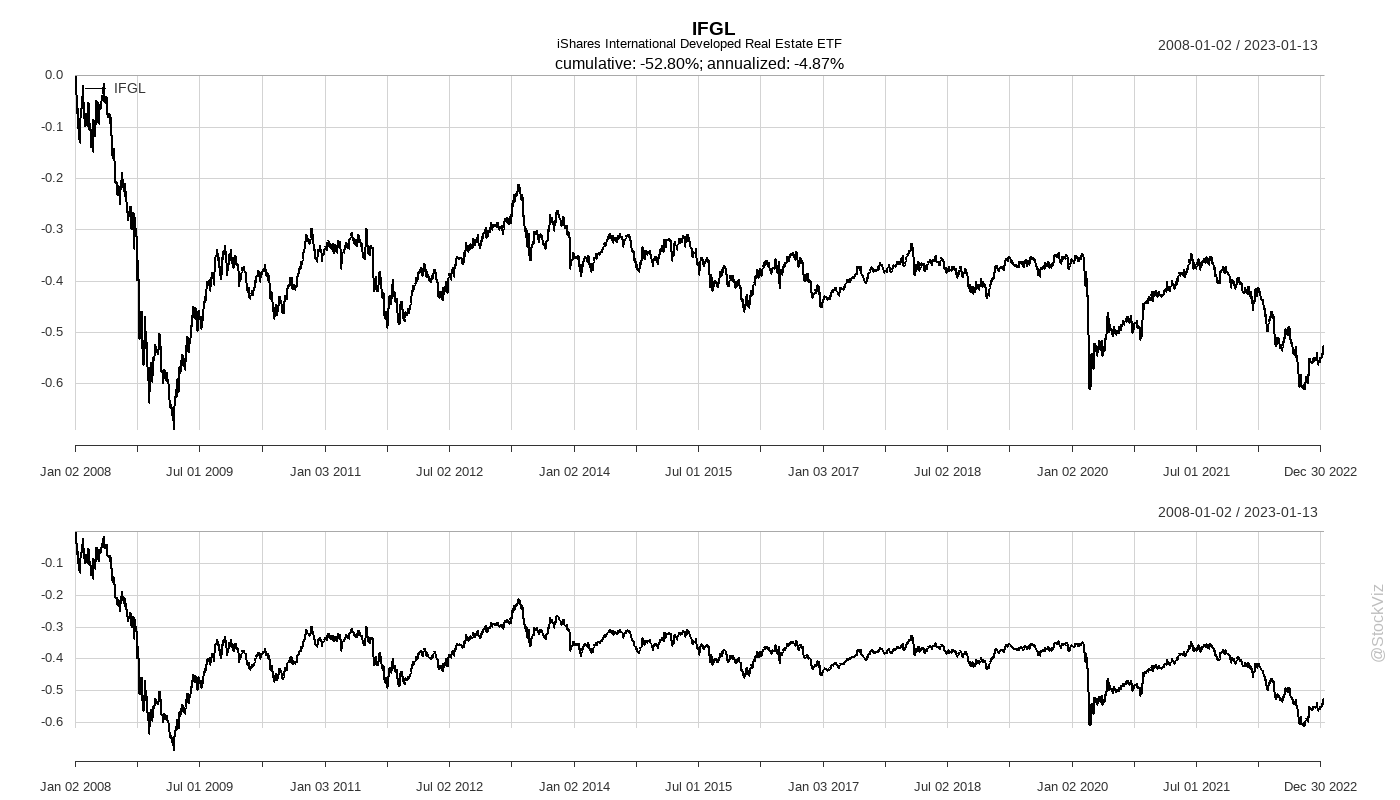 IFGL
iShares International Developed Real Estate ETF
2008-01-02 / 2023-01-13
cumulative: -52.80%; annualized: -4.87%
0.0
IFGL
-0.1
-0.2
-0.3
-0.4
-0.5
-0.6
Jan 02 2008 Jul 01 2009 Jan 03 2011 Jul 02 2012 Jan 02 2014 Jul 01 2015 Jan 03 2017 Jul 02 2018 Jan 02 2020 Jul 01 2021 Dec 30 2022
2008-01-02 / 2023-01-13
-0.1
-0.2
-0.3
-0.4
-0.5
-0.6
Jan 02 2008 Jul 01 2009 Jan 03 2011 Jul 02 2012 Jan 02 2014 Jul 01 2015 Jan 03 2017 Jul 02 2018 Jan 02 2020 Jul 01 2021 Dec 30 2022
@StockViz